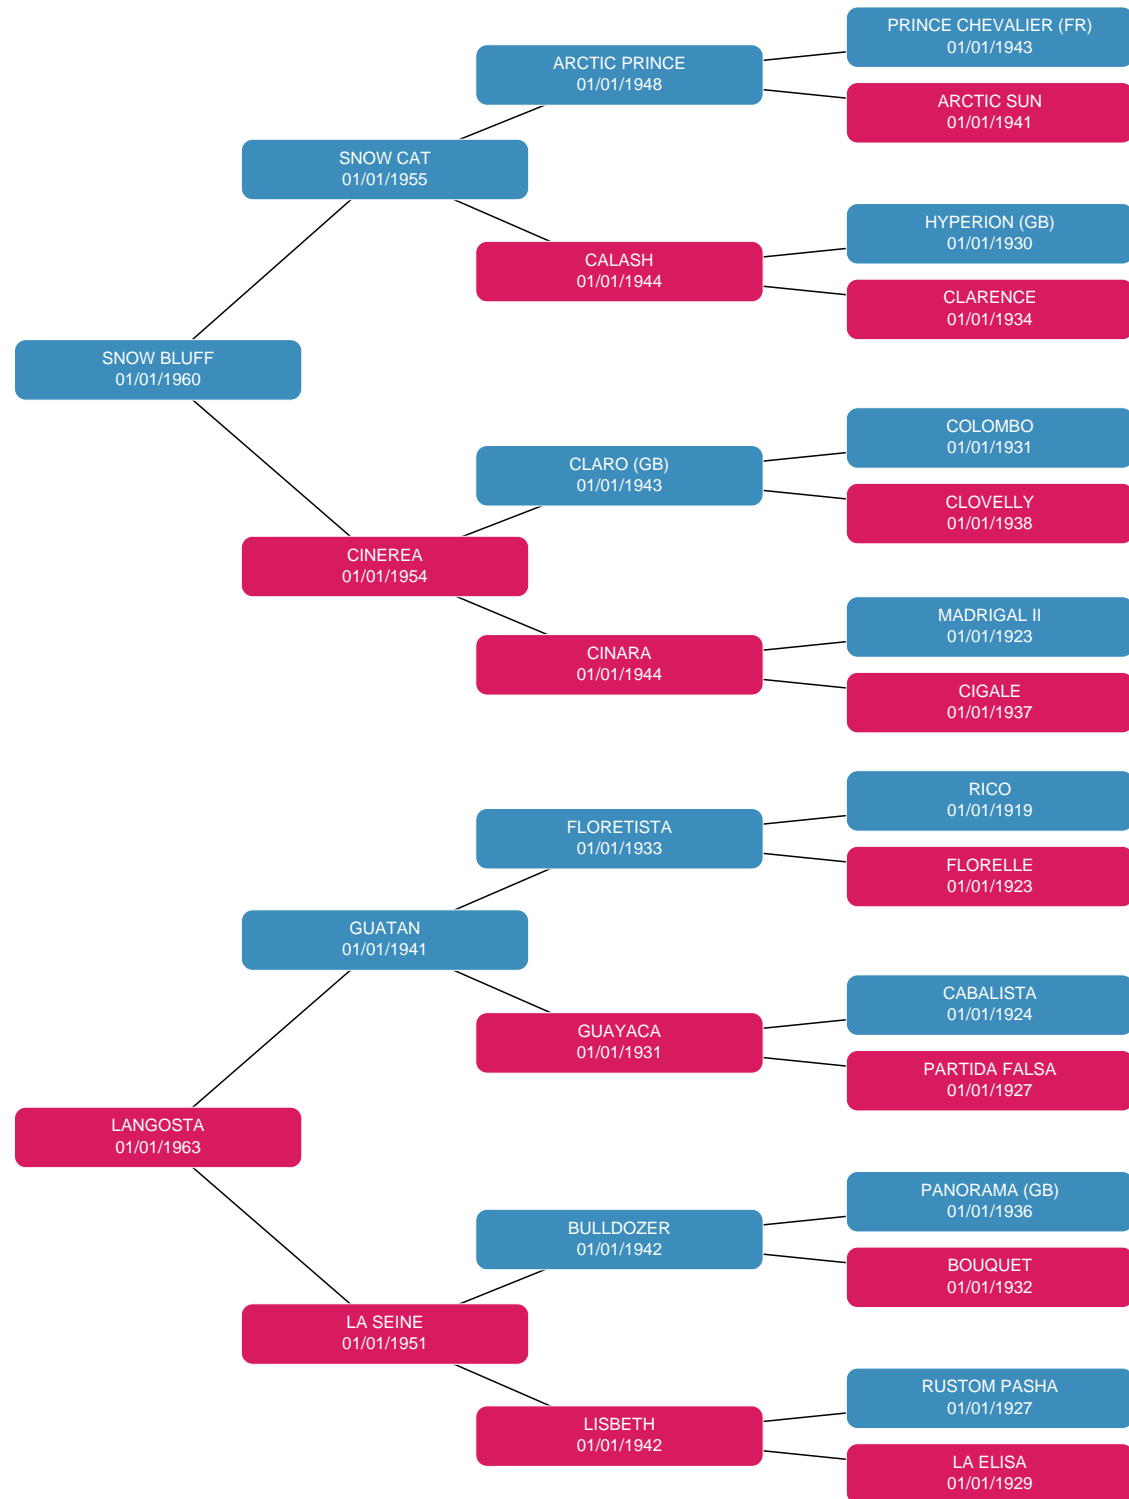 PRINCE CHEVALIER (FR)
01/01/1943
ARCTIC PRINCE
01/01/1948
ARCTIC SUN
01/01/1941
SNOW CAT
01/01/1955
HYPERION (GB)
01/01/1930
CALASH
01/01/1944
CLARENCE
01/01/1934
SNOW BLUFF
01/01/1960
COLOMBO
01/01/1931
CLARO (GB)
01/01/1943
CLOVELLY
01/01/1938
CINEREA
01/01/1954
MADRIGAL II
01/01/1923
CINARA
01/01/1944
CIGALE
01/01/1937
RICO
01/01/1919
FLORETISTA
01/01/1933
FLORELLE
01/01/1923
GUATAN
01/01/1941
CABALISTA
01/01/1924
GUAYACA
01/01/1931
PARTIDA FALSA
01/01/1927
LANGOSTA
01/01/1963
PANORAMA (GB)
01/01/1936
BULLDOZER
01/01/1942
BOUQUET
01/01/1932
LA SEINE
01/01/1951
RUSTOM PASHA
01/01/1927
LISBETH
01/01/1942
LA ELISA
01/01/1929